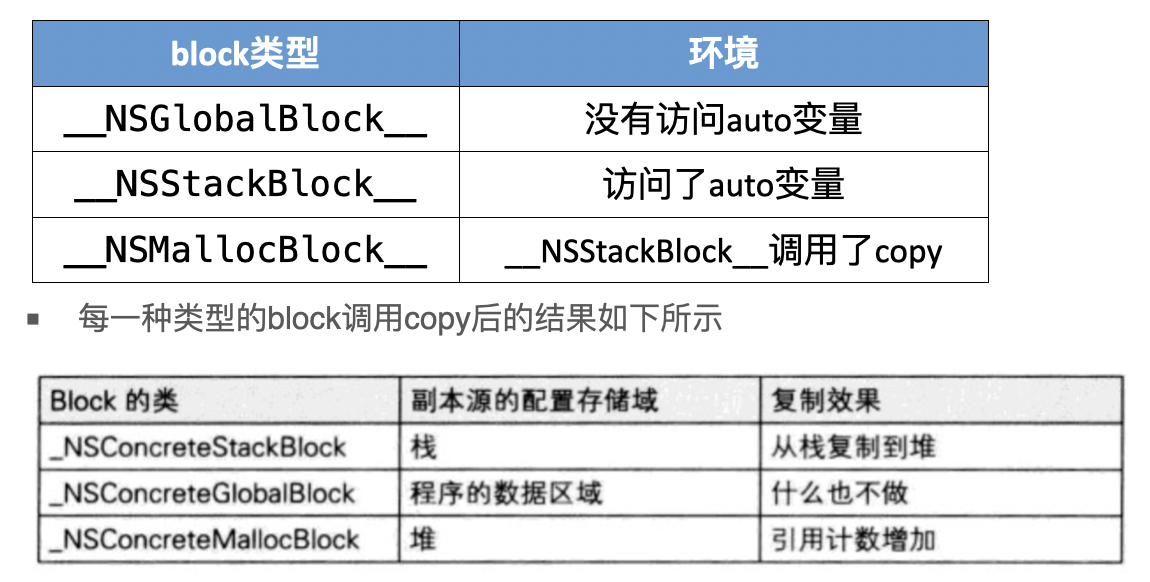 block类型 环境
__NSGlobalBlock__ 没有访问auto变量
__NSStackBlock__ 访问了auto变量
__NSMallocBlock__ __NSStackBlock__调用了copy
▪ 每一种类型的block调用copy后的结果如下所示
Block 的类 副本源的配置存储域 复制效果
_NSConcreteStackBlock 栈 从栈复制到堆
_NSConcreteGlobalBlock 程序的数据区域 什么也不做
_NSConcreteMallocBlock 堆 引用计数增加